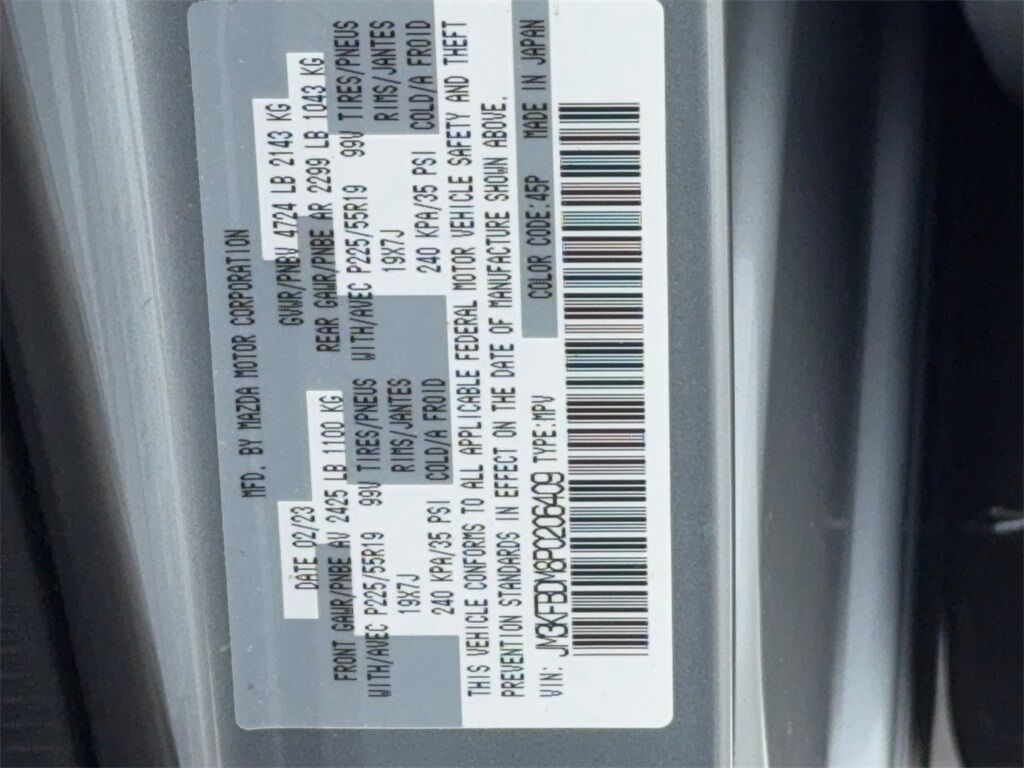 MFD. BY MAZDA MOTOR CORPORATION
DATE 02/23 GVWR/PNBV 4724 LB 2143 KG
FRONT GAWR/PNBE AV 2425 LB 1100 KG REAR GAWR/PNBE AR 2299 LB 1043 KG
WITH/AVEC P225/55R19 99V TIRES/PNEUS WITH/AVEC P225/55R19 99V TIRES/PNEUS
19X7J RIMS/JANTES 19X7J RIMS/JANTES
240 KPA/35 PSI COLD/A FROID 240 KPA/35 PSI COLD/A FROID
THIS VEHICLE CONFORMS TO ALL APPLICABLE FEDERAL MOTOR VEHICLE SAFETY AND THEFT
PREVENTION STANDARDS IN EFFECT ON THE DATE OF MANUFACTURE SHOWN ABOVE.
VIN: JM3KFBDM8P0206409 TYPE:MPV COLOR CODE:45P MADE IN JAPAN